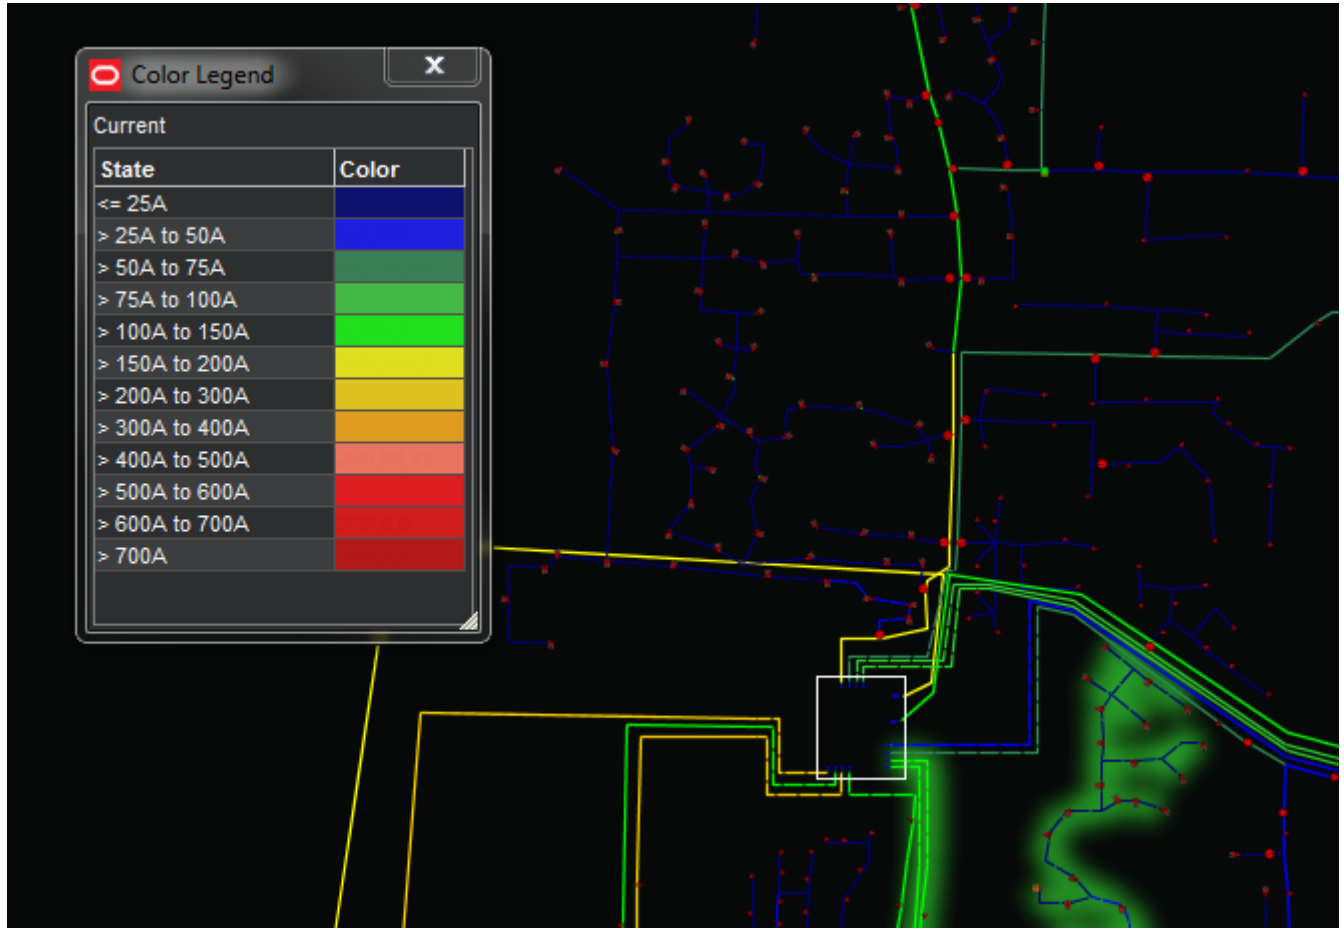 Color Legend
Current
State Color
<= 25A
> 25A to 50A
> 50A to 75A
> 75A to 100A
> 100A to 150A
> 150A to 200A
> 200A to 300A
> 300A to 400A
> 400A to 500A
> 500A to 600A
> 600A to 700A
> 700A